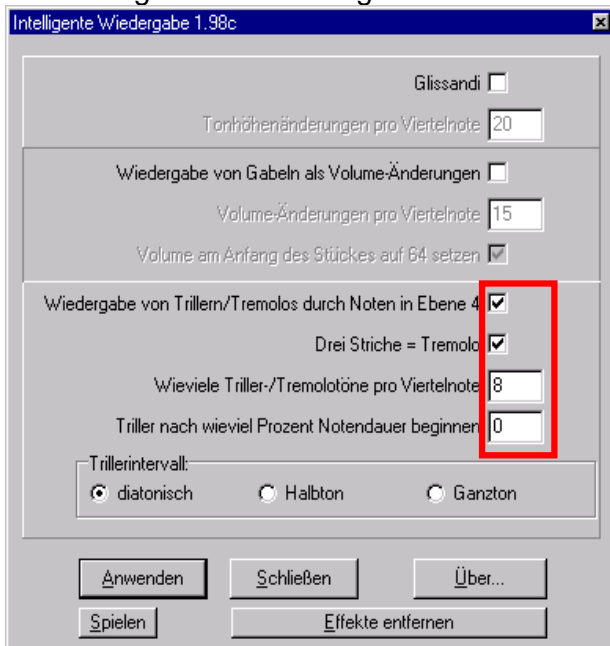 Intelligente Wiedergabe 1.98c
Glissandi
Tonhöhenänderungen pro Viertelnote 20
Wiedergabe von Gabeln als Volume-Änderungen
Volume-Änderungen pro Viertelnote 15
Volume am Anfang des Stückes auf 64 setzen
Wiedergabe von Trillern/Tremolos durch Noten in Ebene 4
Drei Striche = Tremolo
Wieviele Triller-/Tremolotöne pro Viertelnote 8
Triller nach wieviel Prozent Notendauer beginnen 0
Trillerintervall:
diatonisch Halbton Ganzton
Anwenden Schließen Über...
Spielen Effekte entfernen